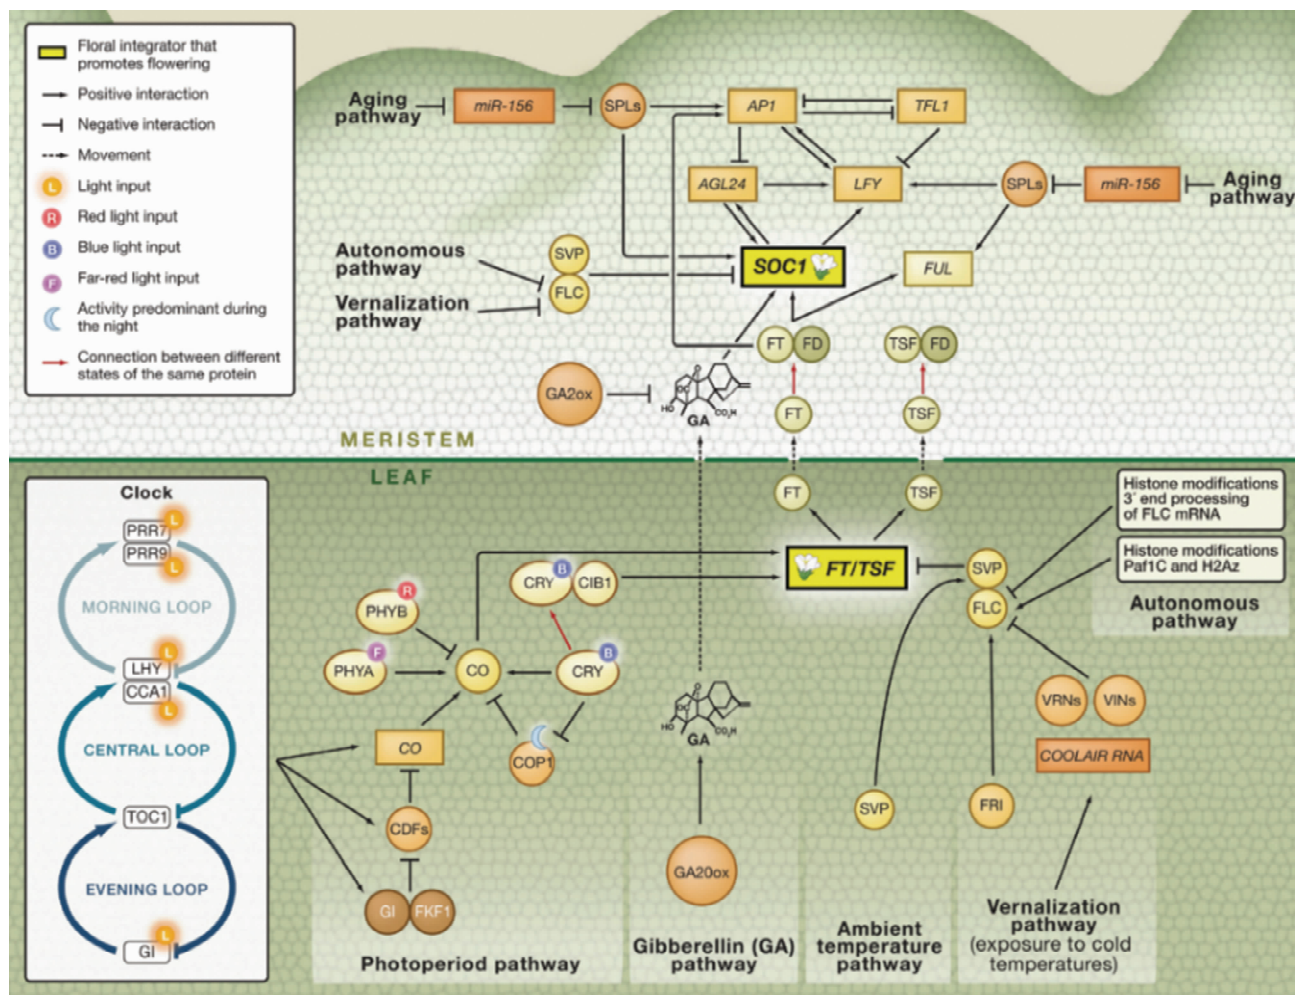 Floral integrator that
promotes flowering
Positive interaction
Negative interaction
Movement
L Light input
R Red light input
B Blue light input
F Far-red light input
Activity predominant during
the night
Connection between different
states of the same protein
Aging
pathway
miR-156
SPLs
AP1
TFL1
AGL24
LFY
SPLs
miR-156
Aging
pathway
Autonomous
pathway
SVP
FLC
Vernalization
pathway
SOC1
FUL
FT FD
TSF FD
GA2ox
HO
O
OC
CO₂H
GA
FT
TSF
MERISTEM
LEAF
Clock
L
PRR7
PRR9
L
MORNING LOOP
L
LHY
CCA1
L
CENTRAL LOOP
TOC1
EVENING LOOP
L
GI
FT
TSF
FT/TSF
SVP
FLC
Histone modifications
3´ end processing
of FLC mRNA
Histone modifications
Paf1C and H2Az
Autonomous
pathway
CRY B CIB1
R
PHYB
F
PHYA
CO
B
CRY
CO
COP1
CDFs
GI FKF1
Photoperiod pathway
HO
O
OC
CO₂H
GA
GA20ox
Gibberellin (GA)
pathway
SVP
Ambient
temperature
pathway
FRI
VRNs VINs
COOLAIR RNA
Vernalization
pathway
(exposure to cold
temperatures)